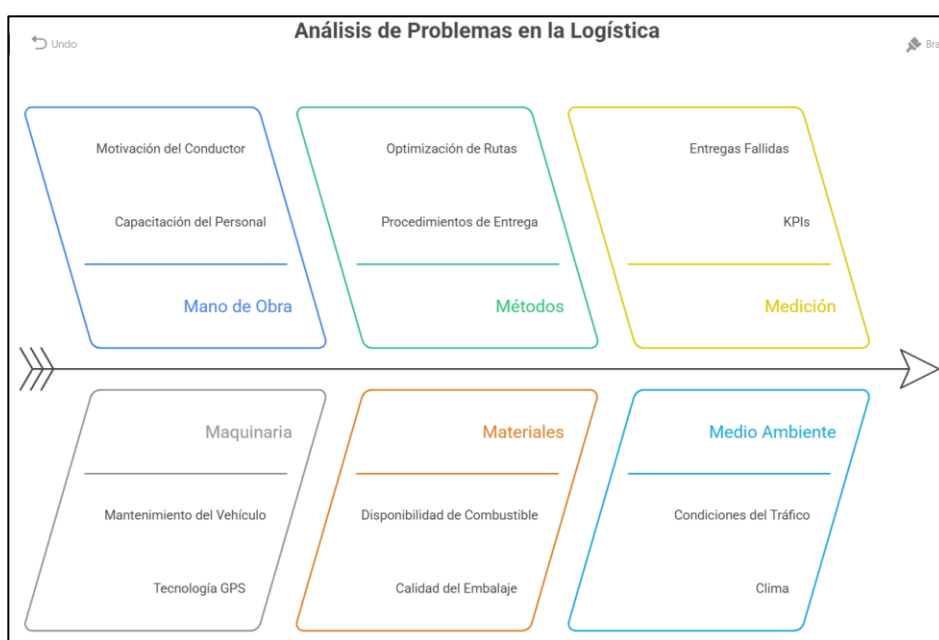 Análisis de Problemas en la Logística
Undo
Bra
Motivación del Conductor
Capacitación del Personal
Mano de Obra
Optimización de Rutas
Procedimientos de Entrega
Métodos
Entregas Fallidas
KPIs
Medición
Maquinaria
Mantenimiento del Vehículo
Tecnología GPS
Materiales
Disponibilidad de Combustible
Calidad del Embalaje
Medio Ambiente
Condiciones del Tráfico
Clima